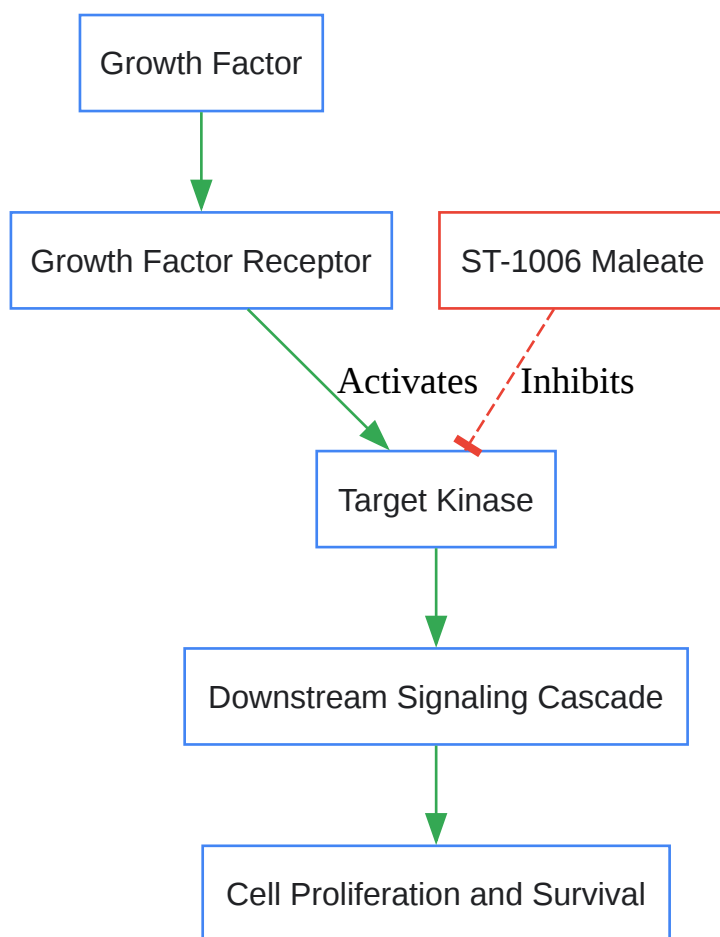 Growth Factor
Growth Factor Receptor
ST-1006 Maleate
Activates
Inhibits
Target Kinase
Downstream Signaling Cascade
Cell Proliferation and Survival